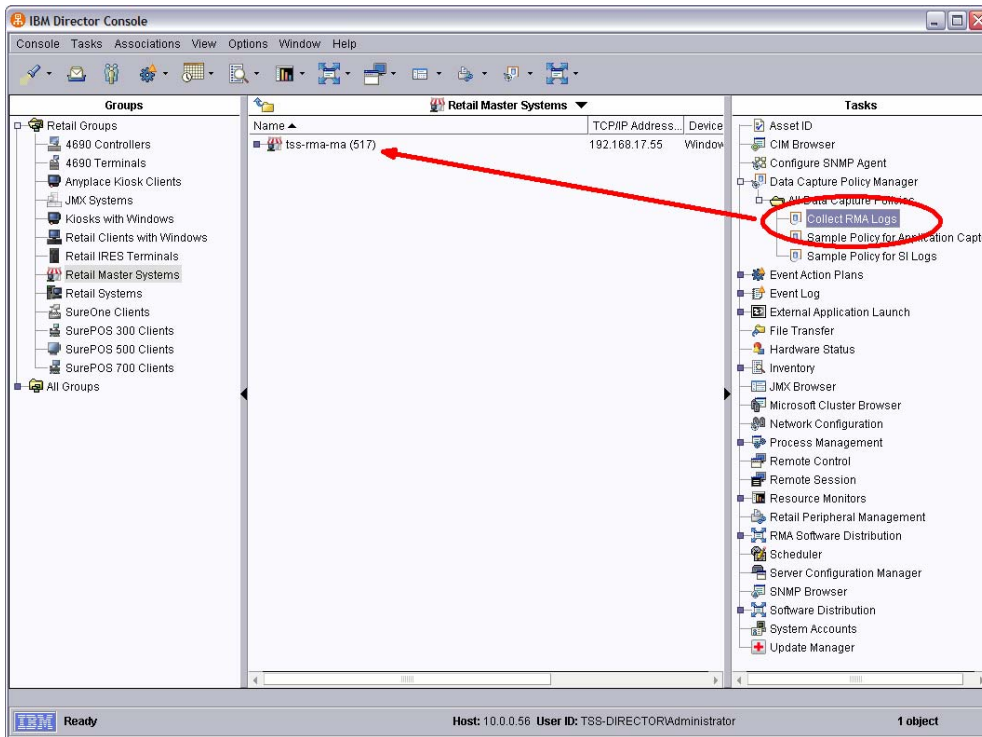 IBM Director Console
Console Tasks Associations View Options Window Help
Groups
Retail Groups
4690 Controllers
4690 Terminals
Anyplace Kiosk Clients
JMX Systems
Kiosks with Windows
Retail Clients with Windows
Retail IRES Terminals
Retail Master Systems
Retail Systems
SureOne Clients
SurePOS 300 Clients
SurePOS 500 Clients
SurePOS 700 Clients
All Groups
Retail Master Systems
Name TCP/IP Address... Device
tss-rma-ma (517) 192.168.17.55 Window
Tasks
Asset ID
CIM Browser
Configure SNMP Agent
Data Capture Policy Manager
All Data Capture Policies
Collect RMA Logs
Sample Policy for Application Capt
Sample Policy for SI Logs
Event Action Plans
Event Log
External Application Launch
File Transfer
Hardware Status
Inventory
JMX Browser
Microsoft Cluster Browser
Network Configuration
Process Management
Remote Control
Remote Session
Resource Monitors
Retail Peripheral Management
RMA Software Distribution
Scheduler
Server Configuration Manager
SNMP Browser
Software Distribution
System Accounts
Update Manager
IBM Ready Host: 10.0.0.56 User ID: TSS-DIRECTOR\Administrator 1 object